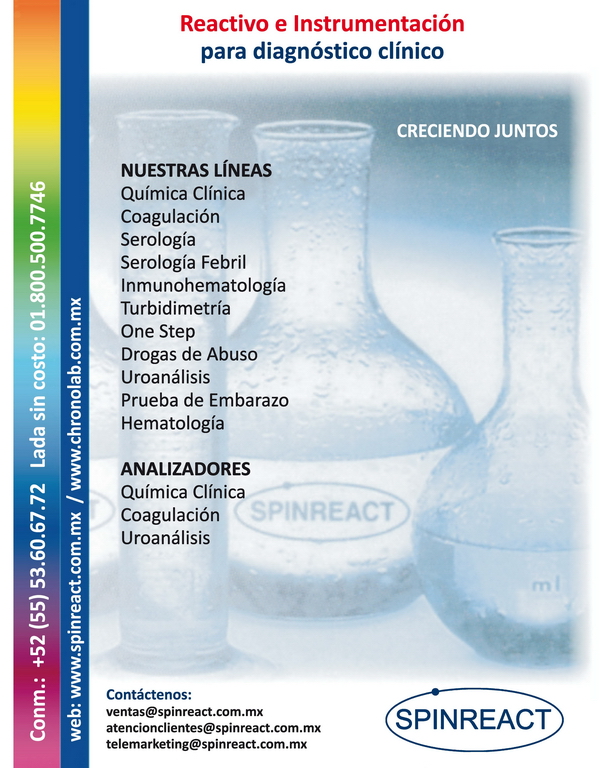 Reactivo e Instrumentación
para diagnóstico clínico
CRECIENDO JUNTOS
NUESTRAS LÍNEAS
Química Clínica
Coagulación
Serología
Serología Febril
Inmunohematología
Turbidimetría
One Step
Drogas de Abuso
Uroanálisis
Prueba de Embarazo
Hematología
ANALIZADORES
Química Clínica
Coagulación
Uroanálisis
SPINREACT
ml
Conm.: +52 (55) 53.60.67.72 Lada sin costo: 01.800.500.7746
web: www.spinreact.com.mx / www.chronolab.com.mx
Contáctenos:
ventas@spinreact.com.mx
atencionclientes@spinreact.com.mx
telemarketing@spinreact.com.mx
SPINREACT